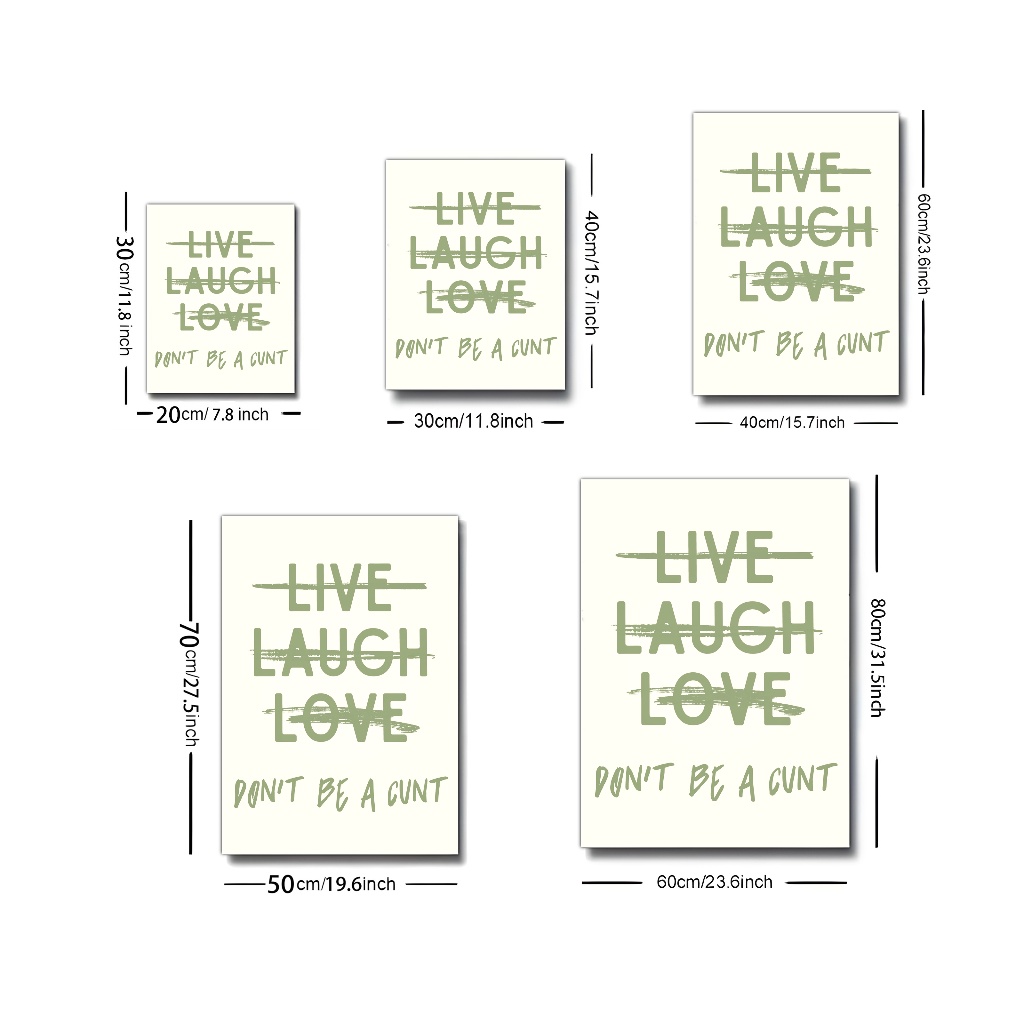 LIVE
LAUGH
LOVE
DON'T BE A CUNT
30cm/11.8 inch
20cm/ 7.8 inch
LIVE
LAUGH
LOVE
DON'T BE A CUNT
40cm/15.7inch
30cm/11.8inch
LIVE
LAUGH
LOVE
DON'T BE A CUNT
60cm/23.6inch
40cm/15.7inch
LIVE
LAUGH
LOVE
DON'T BE A CUNT
70cm/27.5inch
50cm/19.6inch
LIVE
LAUGH
LOVE
DON'T BE A CUNT
80cm/31.5inch
60cm/23.6inch